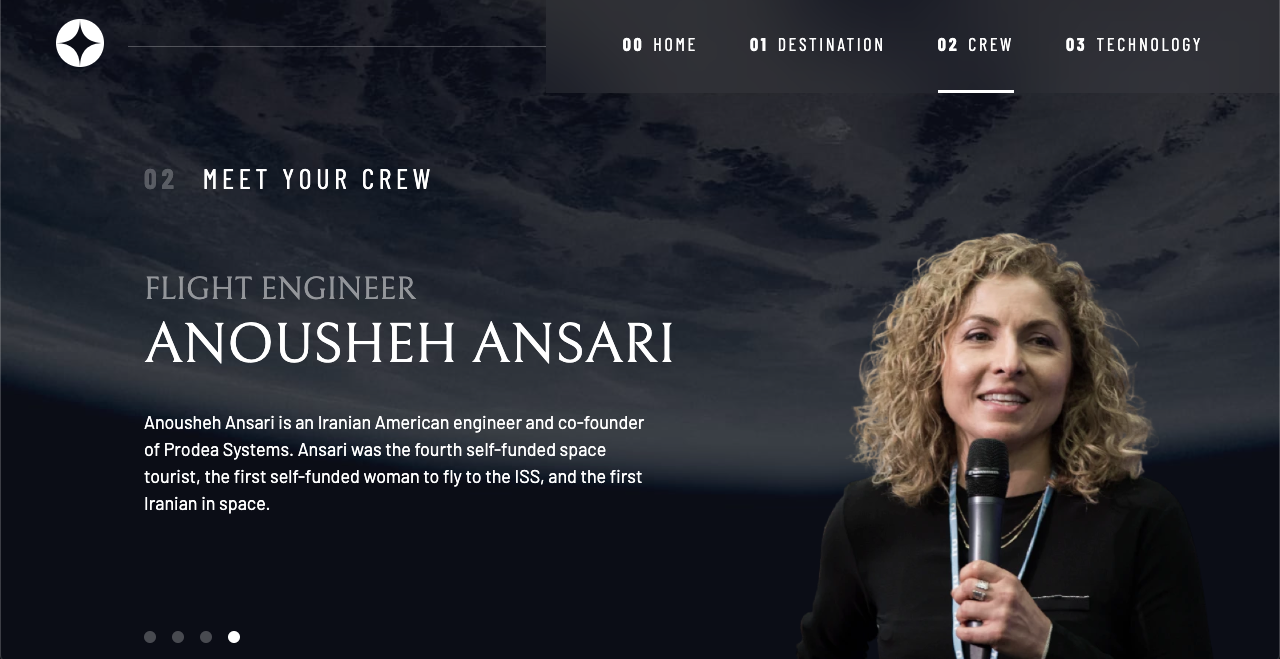 00 HOME
01 DESTINATION
02 CREW
03 TECHNOLOGY
02 MEET YOUR CREW
FLIGHT ENGINEER
ANOUSHEH ANSARI
Anousheh Ansari is an Iranian American engineer and co-founder
of Prodea Systems. Ansari was the fourth self-funded space
tourist, the first self-funded woman to fly to the ISS, and the first
Iranian in space.